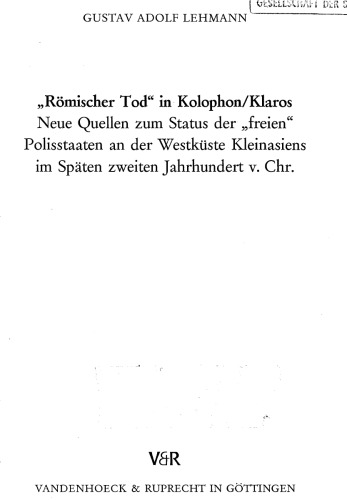 GUSTAV ADOLF LEHMANN
GESELLSCHAFT DER
„Römischer Tod“ in Kolophon/Klaros
Neue Quellen zum Status der „freien“
Polisstaaten an der Westküste Kleinasiens
im Späten zweiten Jahrhundert v. Chr.
V&R
VANDENHOECK & RUPRECHT IN GÖTTINGEN